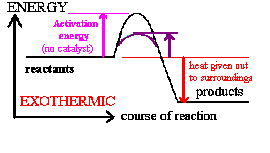 ENERGY
Activation
energy
(no catalyst)
reactants
heat given out
to surroundings
products
EXOTHERMIC
course of reaction